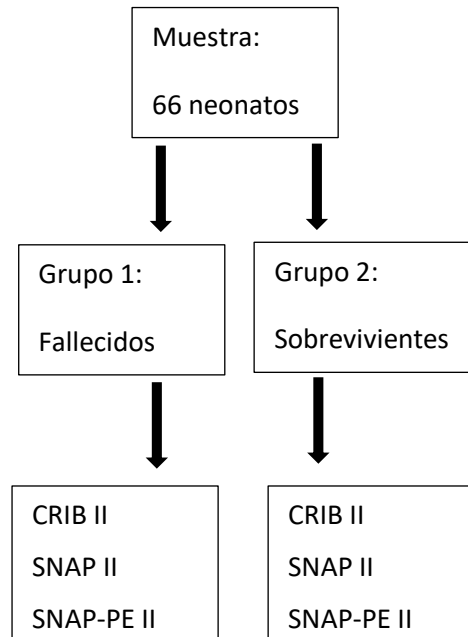 Muestra:
66 neonatos
Grupo 1:
Fallecidos
Grupo 2:
Sobrevivientes
CRIB II
SNAP II
SNAP-PE II
CRIB II
SNAP II
SNAP-PE II